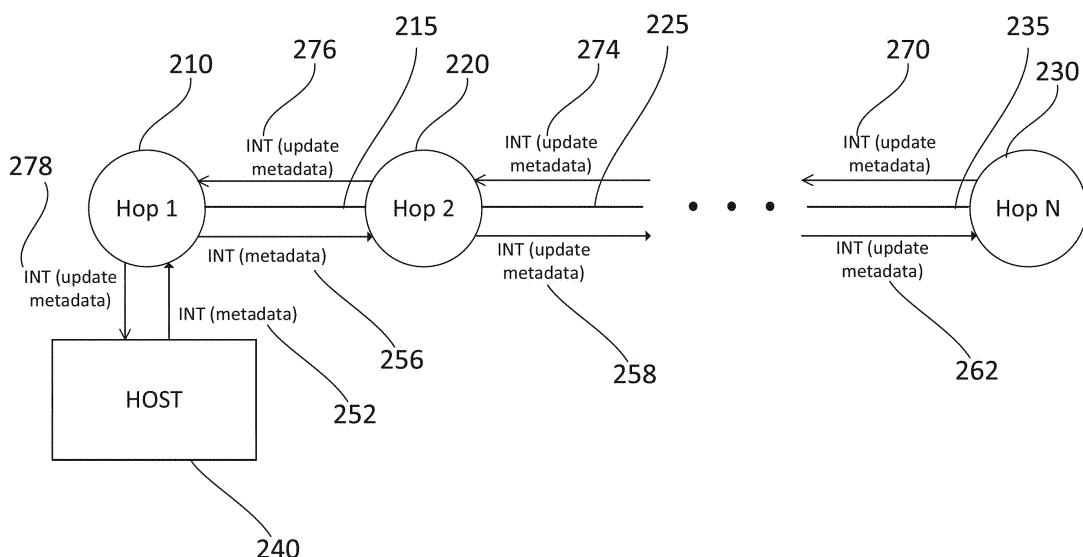 215
225
235
276
274
270
210
220
230
INT (update
metadata)
INT (update
metadata)
INT (update
metadata)
278
Hop 1
Hop 2
• • •
Hop N
INT (metadata)
INT (update
metadata)
INT (update
metadata)
INT (update
metadata)
INT (metadata)
256
258
262
HOST
252
240